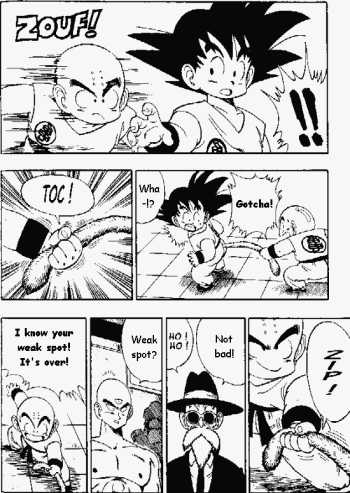 ZOUF!
!!
TOC!
Wha
-!?
Gotcha!
I know your
weak spot!
It's over!
Weak
spot?
HO!
HO!
Not
bad!
ZIP!